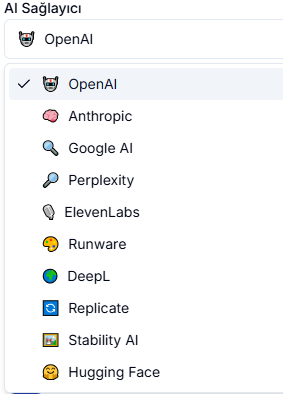 AI Sağlayıcı
OpenAI
OpenAI
Anthropic
Google AI
Perplexity
ElevenLabs
Runware
DeepL
Replicate
Stability AI
Hugging Face